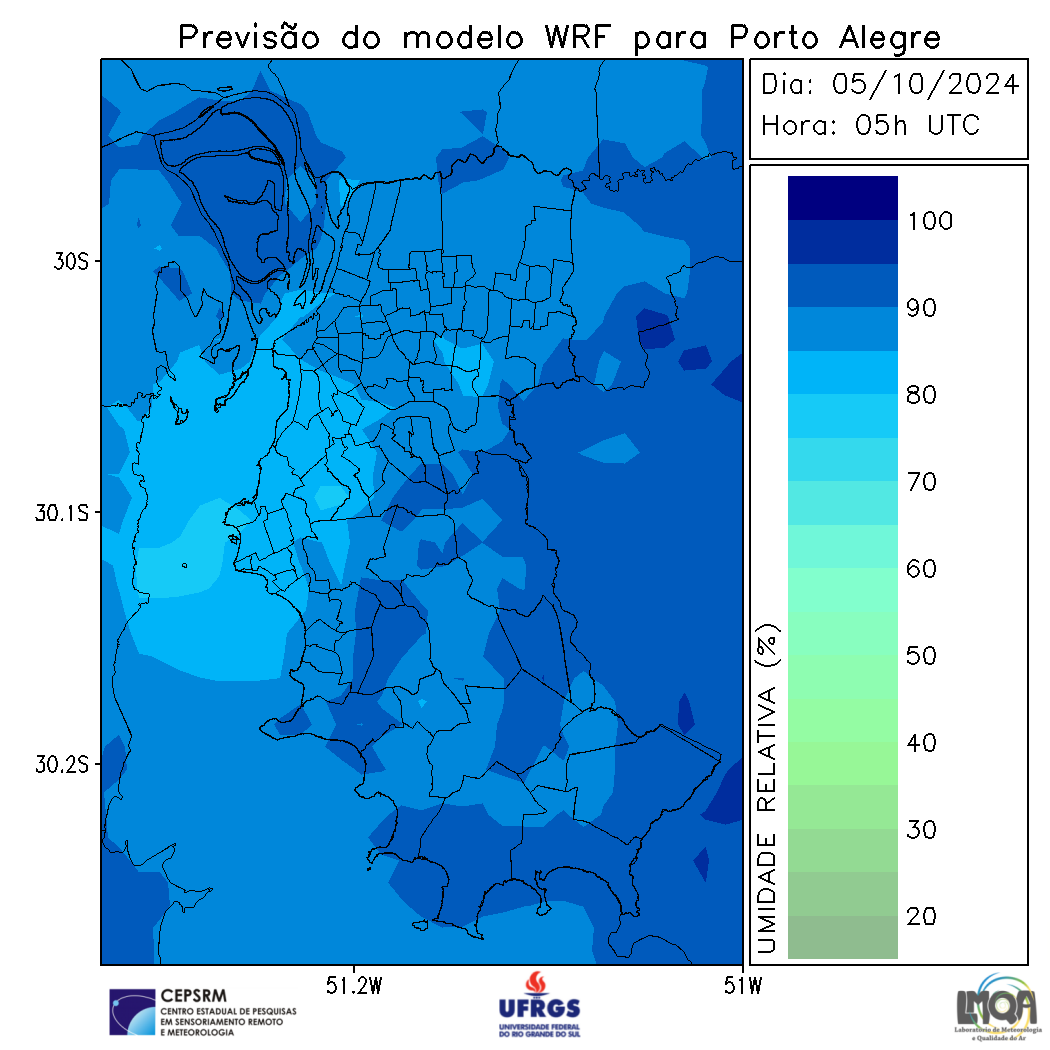 Previsão do modelo WRF para Porto Alegre
Dia: 05/10/2024
Hora: 05h UTC
30S
30.1S
30.2S
51.2W
51W
UMIDADE RELATIVA (%)
100
90
80
70
60
50
40
30
20
CEPSRM
CENTRO ESTADUAL DE PESQUISAS
EM SENSORIAMENTO REMOTO
E METEOROLOGIA
UFRGS
UNIVERSIDADE FEDERAL
DO RIO GRANDE DO SUL
LMQA
Laboratório de Meteorologia
e Qualidade do Ar